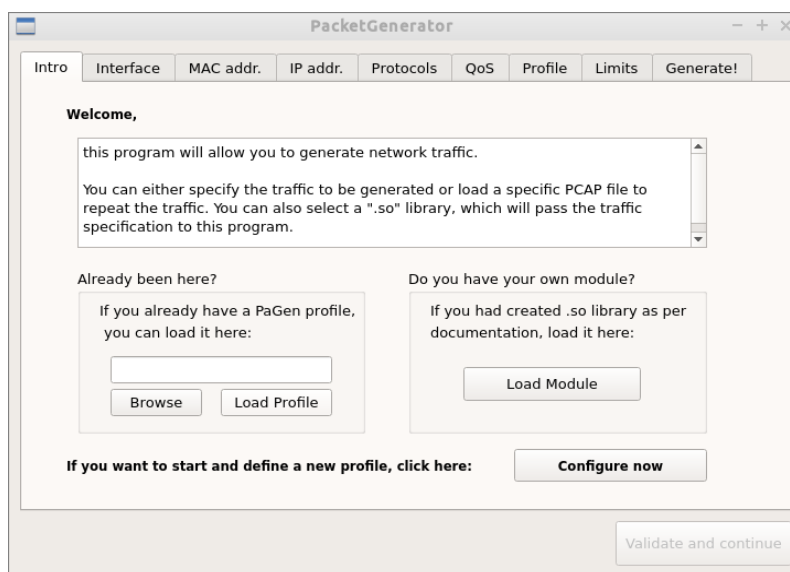 PacketGenerator
Intro Interface MAC addr. IP addr. Protocols QoS Profile Limits Generate!
Welcome,
this program will allow you to generate network traffic.
You can either specify the traffic to be generated or load a specific PCAP file to
repeat the traffic. You can also select a ".so" library, which will pass the traffic
specification to this program.
Already been here?
If you already have a PaGen profile,
you can load it here:
Browse Load Profile
Do you have your own module?
If you had created .so library as per
documentation, load it here:
Load Module
If you want to start and define a new profile, click here: Configure now
Validate and continue